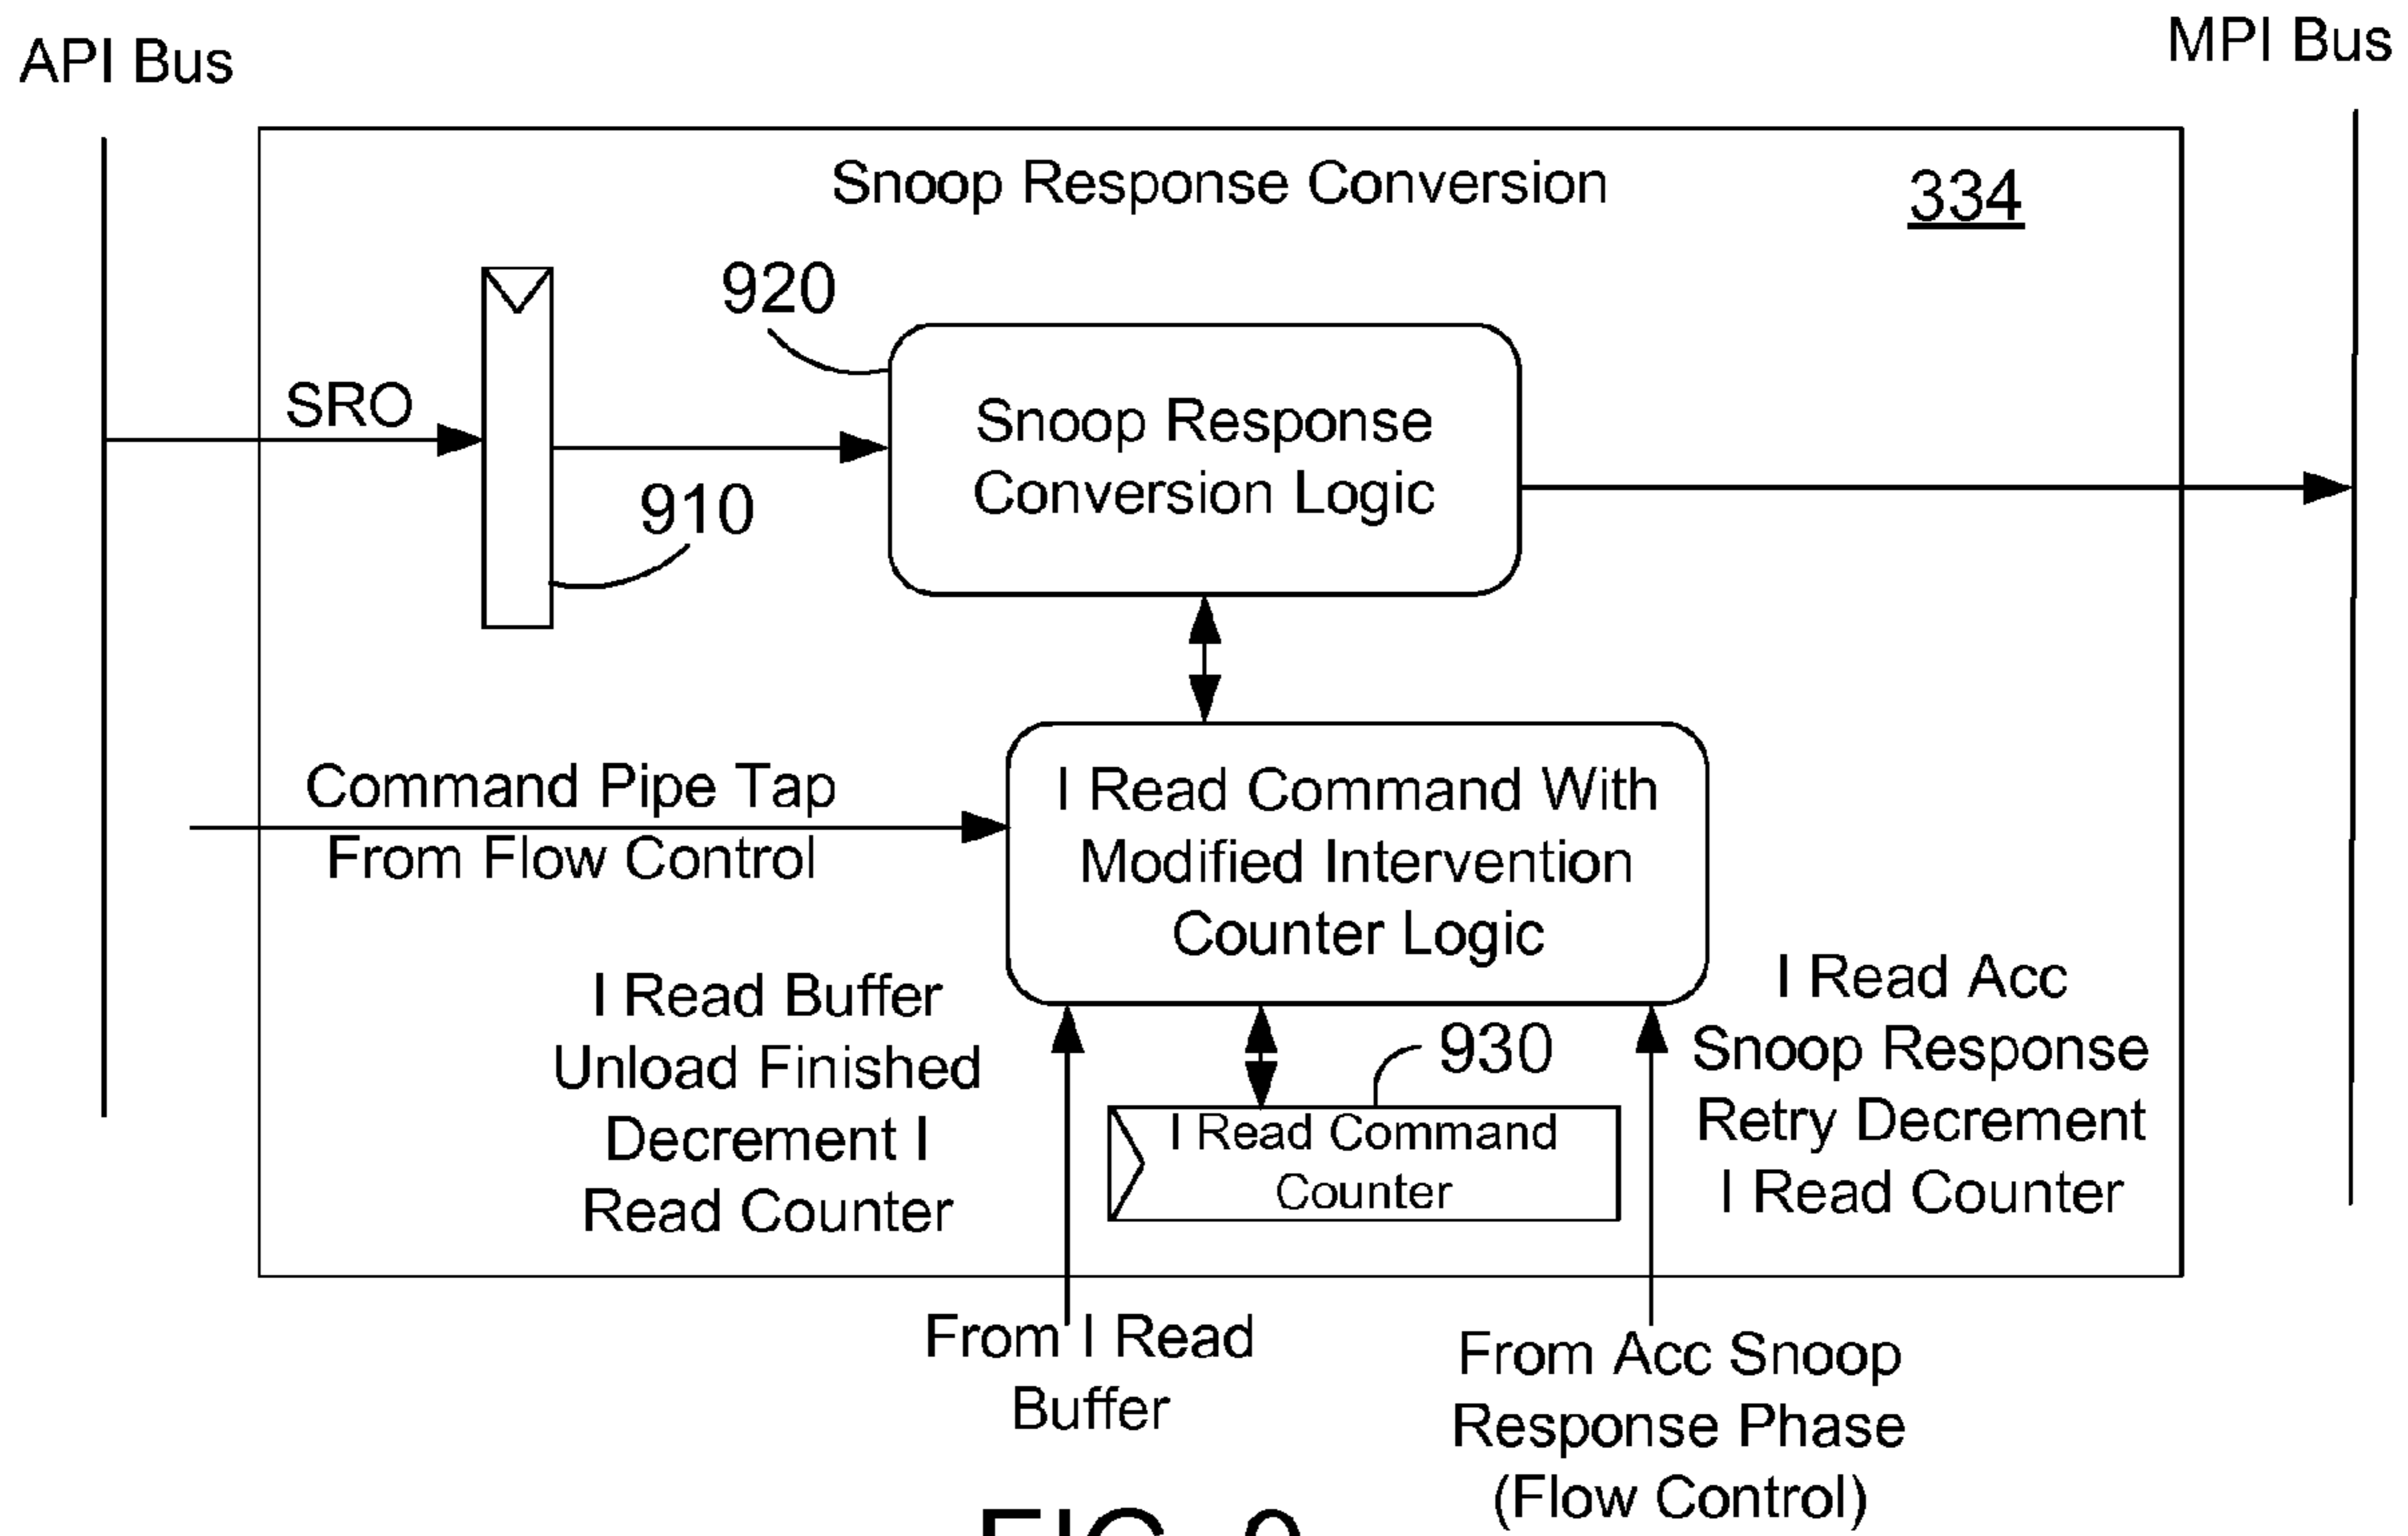 API Bus
MPI Bus
Snoop Response Conversion
334
920
SRO
Snoop Response
Conversion Logic
910
Command Pipe Tap
From Flow Control
I Read Command With
Modified Intervention
Counter Logic
I Read Buffer
Unload Finished
Decrement I
Read Counter
930
I Read Command
Counter
I Read Acc
Snoop Response
Retry Decrement
I Read Counter
From I Read
Buffer
From Acc Snoop
Response Phase
(Flow Control)